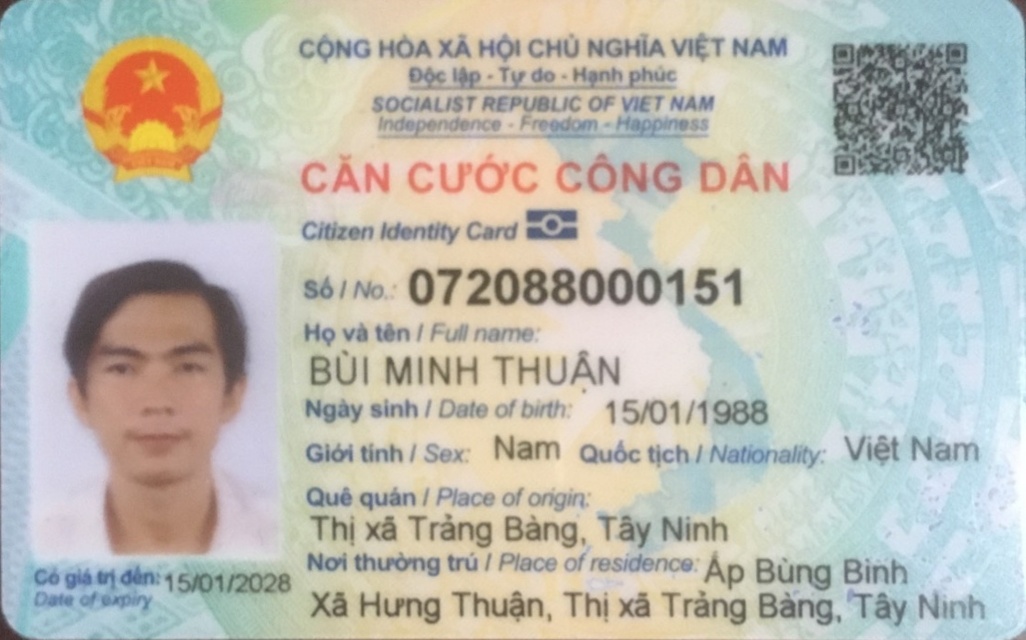 CỘNG HÒA XÃ HỘI CHỦ NGHĨA VIỆT NAM
Độc lập - Tự do - Hạnh phúc
SOCIALIST REPUBLIC OF VIET NAM
Independence - Freedom - Happiness
CĂN CƯỚC CÔNG DÂN
Citizen Identity Card
Số / No.: 072088000151
Họ và tên / Full name:
BÙI MINH THUẬN
Ngày sinh / Date of birth: 15/01/1988
Giới tính / Sex: Nam Quốc tịch / Nationality: Việt Nam
Quê quán / Place of origin:
Thị xã Trảng Bàng, Tây Ninh
Nơi thường trú / Place of residence: Ấp Bùng Binh
Xã Hưng Thuận, Thị xã Trảng Bàng, Tây Ninh
Có giá trị đến: 15/01/2028
Date of expiry